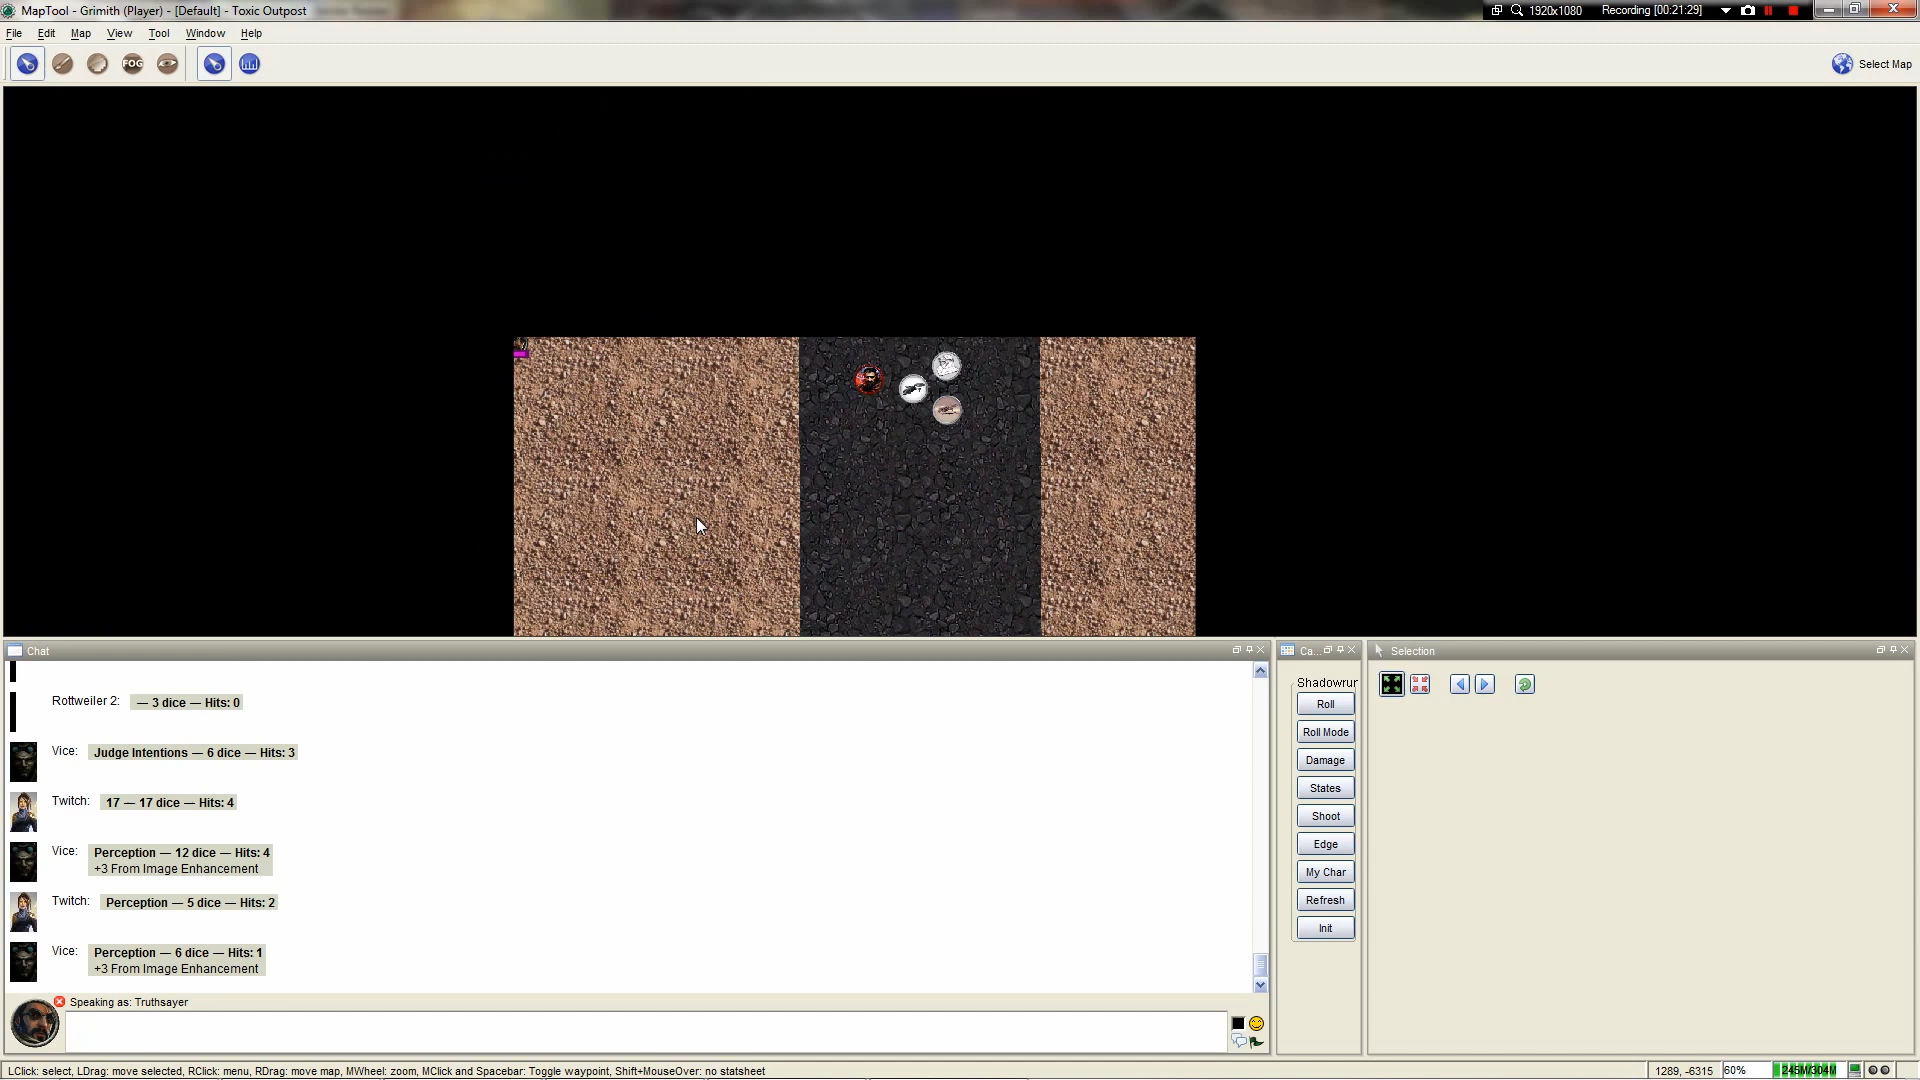 MapTool - Grimith (Player) - [Default] - Toxic Outpost
1920x1080
Recording [00:21:29]
File Edit Map View Tool Window Help
FOG
Select Map
Chat
Rottweiler 2: — 3 dice — Hits: 0
Vice: Judge Intentions — 6 dice — Hits: 3
Twitch: 17 — 17 dice — Hits: 4
Vice: Perception — 12 dice — Hits: 4
+3 From Image Enhancement
Twitch: Perception — 5 dice — Hits: 2
Vice: Perception — 6 dice — Hits: 1
+3 From Image Enhancement
Speaking as: Truthsayer
Ca...
Shadowrur
Roll
Roll Mode
Damage
States
Shoot
Edge
My Char
Refresh
Init
Selection
LClick: select, LDrag: move selected, RClick: menu, RDrag: move map, MWheel: zoom, MClick and Spacebar: Toggle waypoint, Shift+MouseOver: no statsheet
1289, -6315
60%
245M/304M